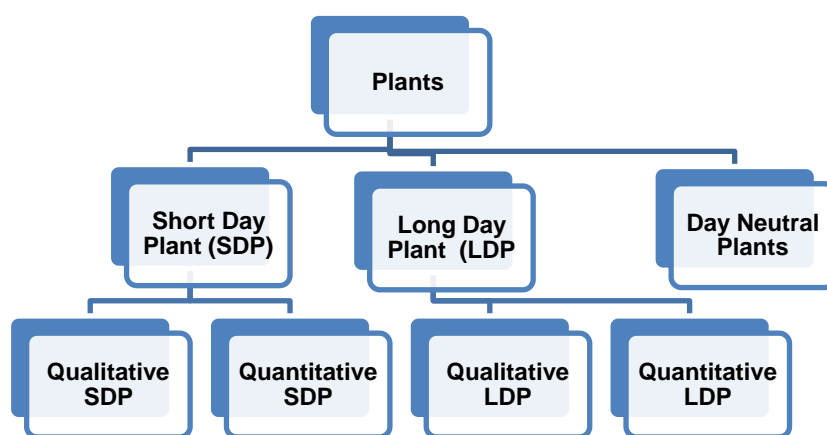 Plants
Short Day
Plant (SDP)
Long Day
Plant (LDP
Day Neutral
Plants
Qualitative
SDP
Quantitative
SDP
Qualitative
LDP
Quantitative
LDP